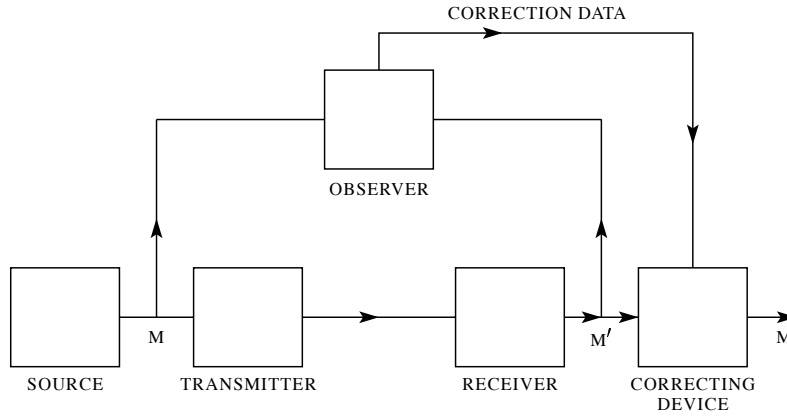 CORRECTION DATA
OBSERVER
M
M′
M
SOURCE
TRANSMITTER
RECEIVER
CORRECTING
DEVICE